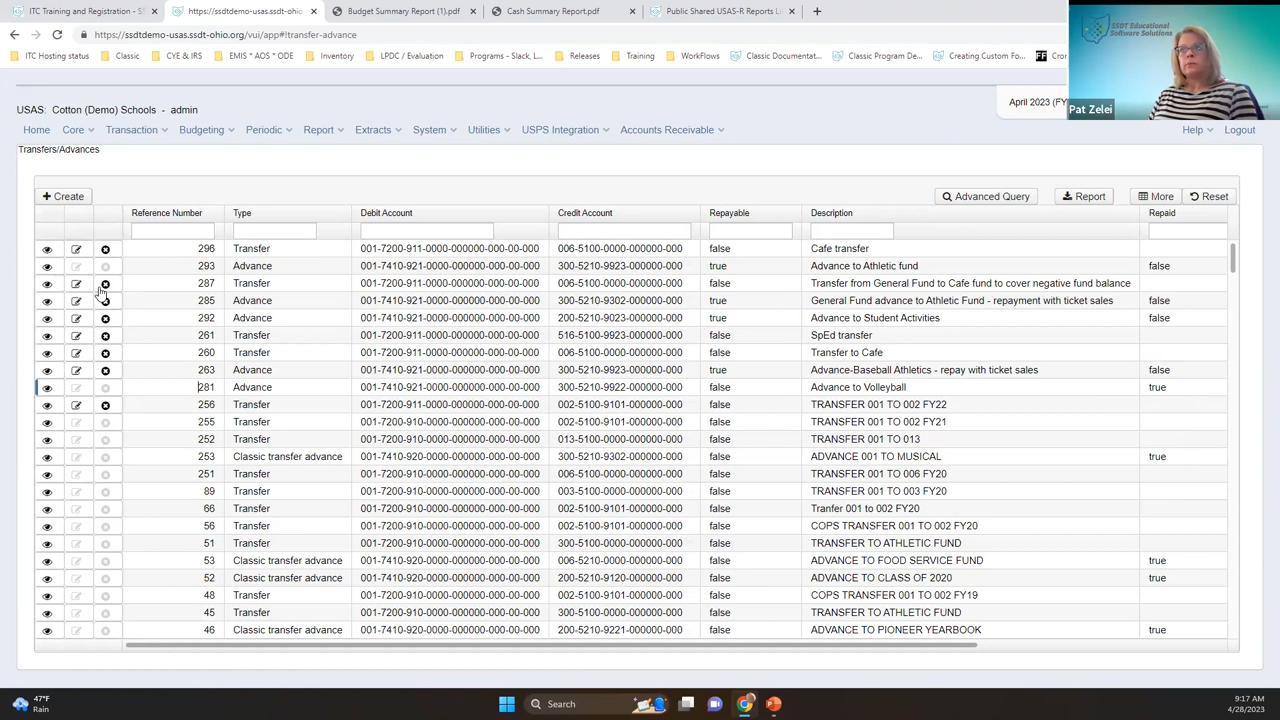 ITC Training and Registration - S
https://ssdtdemo-usas.ssdt-ohio
Budget Summary Report (1).pdf
Cash Summary Report.pdf
Public Shared USAS-R Reports Li
https://ssdtdemo-usas.ssdt-ohio.org/vui/app#!transfer-advance
ITC Hosting status
Classic
CYE & IRS
EMIS * ODE * AOS
Inventory
LPDC / Evaluation
Programs - Slack, L...
Releases
Training
WorkFlows
Classic Documentat...
Classic Program De...
Creating Custom Fo...
FF
Cron
SSDT Educational
Software Solutions
Pat Zelei
USAS: Cotton (Demo) Schools - admin
April 2023 (FY
Home Core Transaction Budgeting Periodic Report Extracts System Utilities USPS Integration Accounts Receivable Help Logout
Transfers/Advances
Create Advanced Query Report More Reset
Reference Number Type Debit Account Credit Account Repayable Description Repaid
296 Transfer 001-7200-911-0000-000000-000-00-000 006-5100-0000-000000-000 false Cafe transfer
293 Advance 001-7410-921-0000-000000-000-00-000 300-5210-9923-000000-000 true Advance to Athletic fund false
287 Transfer 001-7200-911-0000-000000-000-00-000 006-5100-0000-000000-000 false Transfer from General Fund to Cafe fund to cover negative fund balance
285 Advance 001-7410-921-0000-000000-000-00-000 300-5210-9302-000000-000 true General Fund advance to Athletic Fund - repayment with ticket sales false
292 Advance 001-7410-921-0000-000000-000-00-000 200-5210-9023-000000-000 true Advance to Student Activities false
261 Transfer 001-7200-911-0000-000000-000-00-000 516-5100-9923-000000-000 false SpEd transfer
260 Transfer 001-7200-911-0000-000000-000-00-000 006-5100-0000-000000-000 false Transfer to Cafe
263 Advance 001-7410-921-0000-000000-000-00-000 300-5210-9923-000000-000 true Advance-Baseball Athletics - repay with ticket sales false
281 Advance 001-7410-921-0000-000000-000-00-000 300-5210-9922-000000-000 false Advance to Volleyball true
256 Transfer 001-7200-911-0000-000000-000-00-000 002-5100-9101-000000-000 false TRANSFER 001 TO 002 FY22
255 Transfer 001-7200-910-0000-000000-000-00-000 002-5100-9101-000000-000 false TRANSFER 001 TO 002 FY21
252 Transfer 001-7200-910-0000-000000-000-00-000 013-5100-0000-000000-000 false TRANSFER 001 TO 013
253 Classic transfer advance 001-7410-920-0000-000000-000-00-000 300-5210-9302-000000-000 false ADVANCE 001 TO MUSICAL true
251 Transfer 001-7200-910-0000-000000-000-00-000 006-5100-0000-000000-000 false TRANSFER 001 TO 006 FY20
89 Transfer 001-7200-910-0000-000000-000-00-000 003-5100-0000-000000-000 false TRANSFER 001 TO 003 FY20
66 Transfer 001-7200-910-0000-000000-000-00-000 002-5100-9101-000000-000 false Tranfer 001 to 002 FY20
56 Transfer 001-7200-910-0000-000000-000-00-000 002-5100-9101-000000-000 false COPS TRANSFER 001 TO 002 FY20
51 Transfer 001-7200-910-0000-000000-000-00-000 300-5100-0000-000000-000 false TRANSFER TO ATHLETIC FUND
53 Classic transfer advance 001-7410-920-0000-000000-000-00-000 006-5210-0000-000000-000 false ADVANCE TO FOOD SERVICE FUND true
52 Classic transfer advance 001-7410-920-0000-000000-000-00-000 200-5210-9120-000000-000 false ADVANCE TO CLASS OF 2020 true
48 Transfer 001-7200-910-0000-000000-000-00-000 002-5100-9101-000000-000 false COPS TRANSFER 001 TO 002 FY19
45 Transfer 001-7200-910-0000-000000-000-00-000 300-5100-0000-000000-000 false TRANSFER TO ATHLETIC FUND
46 Classic transfer advance 001-7410-920-0000-000000-000-00-000 200-5210-9221-000000-000 false ADVANCE TO PIONEER YEARBOOK true
47°F
Rain
Search
9:17 AM
4/28/2023